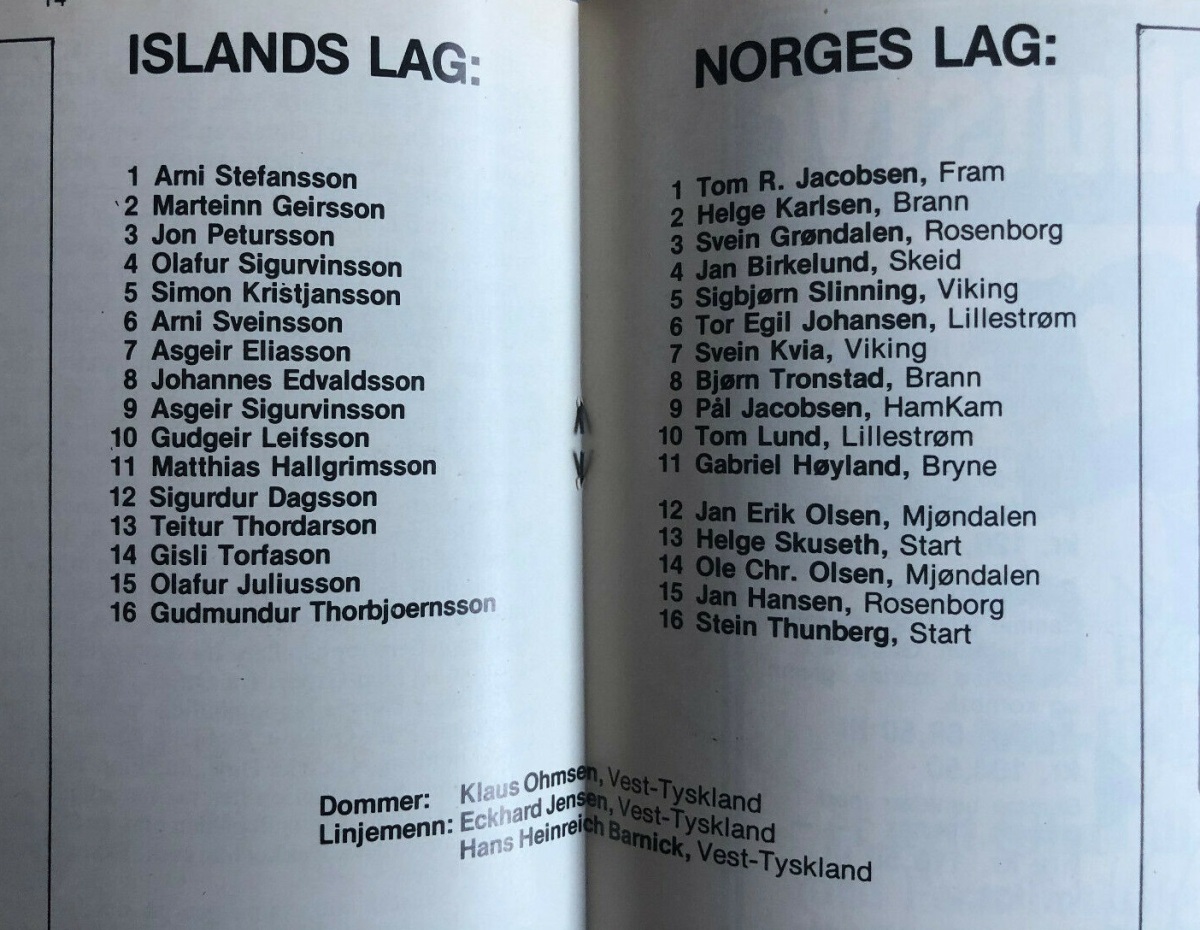 ISLANDS LAG:
1 Arni Stefansson
2 Marteinn Geirsson
3 Jon Petursson
4 Olafur Sigurvinsson
5 Simon Kristjansson
6 Arni Sveinsson
7 Asgeir Eliasson
8 Johannes Edvaldsson
9 Asgeir Sigurvinsson
10 Gudgeir Leifsson
11 Matthias Hallgrimsson
12 Sigurdur Dagsson
13 Teitur Thordarson
14 Gisli Torfason
15 Olafur Juliusson
16 Gudmundur Thorbjoernsson
NORGES LAG:
1 Tom R. Jacobsen, Fram
2 Helge Karlsen, Brann
3 Svein Grøndalen, Rosenborg
4 Jan Birkelund, Skeid
5 Sigbjørn Slinning, Viking
6 Tor Egil Johansen, Lillestrøm
7 Svein Kvia, Viking
8 Bjørn Tronstad, Brann
9 Pål Jacobsen, HamKam
10 Tom Lund, Lillestrøm
11 Gabriel Høyland, Bryne
12 Jan Erik Olsen, Mjøndalen
13 Helge Skuseth, Start
14 Ole Chr. Olsen, Mjøndalen
15 Jan Hansen, Rosenborg
16 Stein Thunberg, Start
Dommer: Klaus Ohmsen, Vest-Tyskland
Linjemenn: Eckhard Jensen, Vest-Tyskland
Hans Heinreich Barnick, Vest-Tyskland